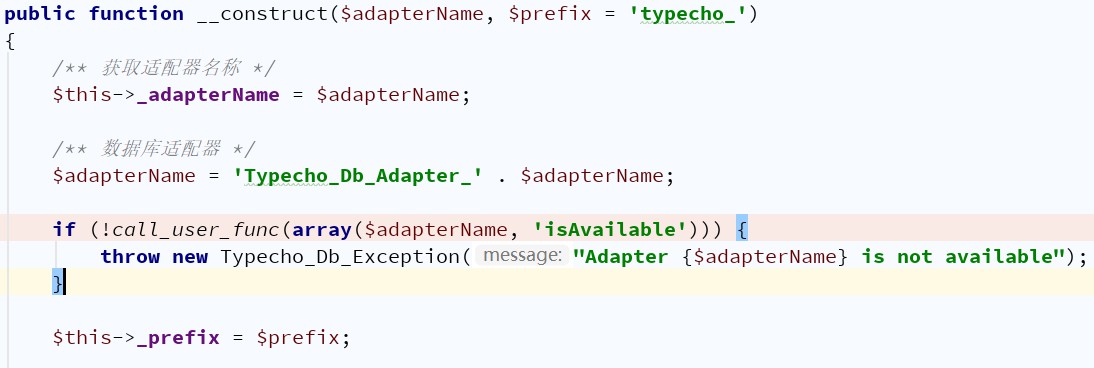 public function __construct($adapterName, $prefix = 'typecho_')
{
/** 获取适配器名称 */
$this->_adapterName = $adapterName;
/** 数据库适配器 */
$adapterName = 'Typecho_Db_Adapter_' . $adapterName;
if (!call_user_func(array($adapterName, 'isAvailable'))) {
throw new Typecho_Db_Exception( message: "Adapter {$adapterName} is not available");
}
$this->_prefix = $prefix;